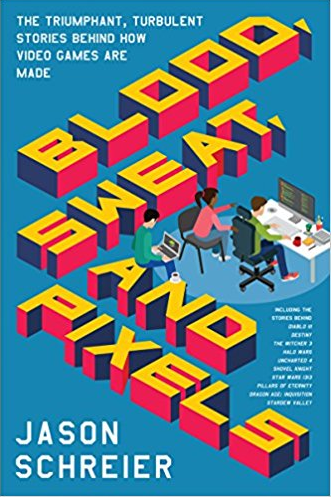 THE TRIUMPHANT, TURBULENT
STORIES BEHIND HOW
VIDEO GAMES ARE
MADE
BLOOD,
SWEAT,
AND
PIXELS
INCLUDING THE
STORIES BEHIND
DIABLO III
DESTINY
THE WITCHER 3
HALO WARS
UNCHARTED 4
SHOVEL KNIGHT
STAR WARS 1313
PILLARS OF ETERNITY
DRAGON AGE: INQUISITION
STARDEW VALLEY
JASON
SCHREIER